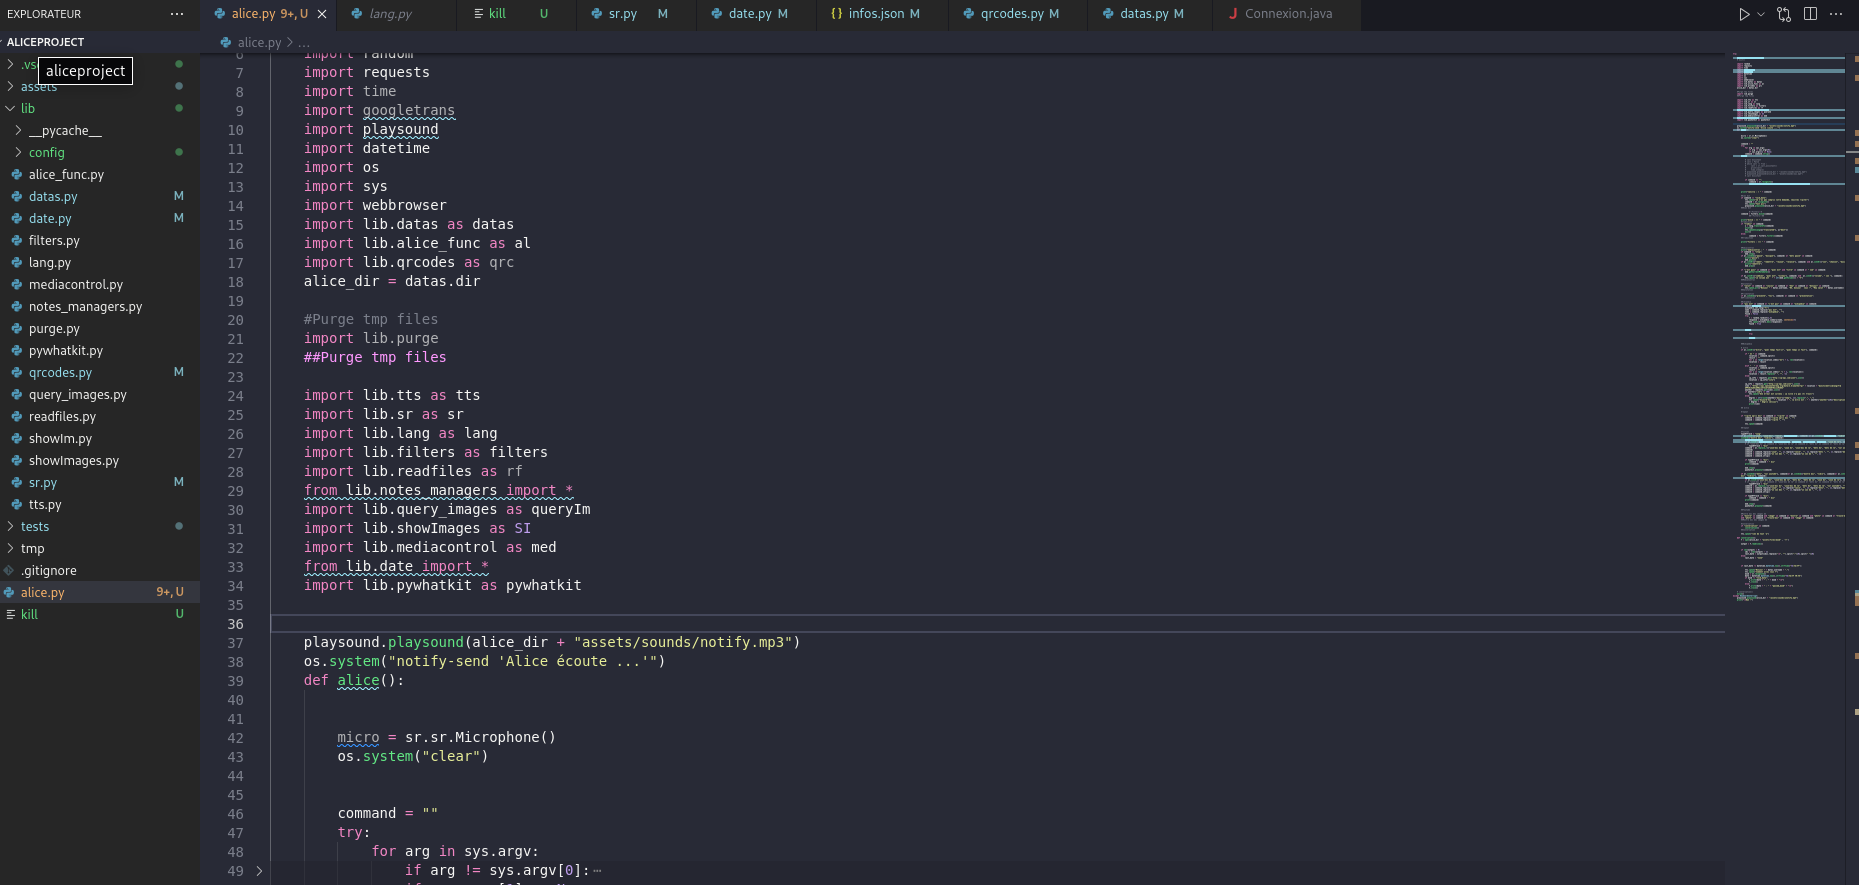 EXPLORATEUR ···
alice.py 9+, U
lang.py
kill U
sr.py M
date.py M
infos.json M
qrcodes.py M
datas.py M
Connexion.java
ALICEPROJECT
aliceproject
assets
lib
__pycache__
config
alice_func.py
datas.py M
date.py M
filters.py
lang.py
mediacontrol.py
notes_managers.py
purge.py
pywhatkit.py
qrcodes.py M
query_images.py
readfiles.py
showIm.py
showImages.py
sr.py M
tts.py
tests
tmp
.gitignore
alice.py 9+, U
kill U
alice.py > ...
6 import random
7 import requests
8 import time
9 import googletrans
10 import playsound
11 import datetime
12 import os
13 import sys
14 import webbrowser
15 import lib.datas as datas
16 import lib.alice_func as al
17 import lib.qrcodes as qrc
18 alice_dir = datas.dir
19
20 #Purge tmp files
21 import lib.purge
22 ##Purge tmp files
23
24 import lib.tts as tts
25 import lib.sr as sr
26 import lib.lang as lang
27 import lib.filters as filters
28 import lib.readfiles as rf
29 from lib.notes_managers import *
30 import lib.query_images as queryIm
31 import lib.showImages as SI
32 import lib.mediacontrol as med
33 from lib.date import *
34 import lib.pywhatkit as pywhatkit
35
36
37 playsound.playsound(alice_dir + "assets/sounds/notify.mp3")
38 os.system("notify-send 'Alice écoute ...'")
39 def alice():
40
41
42 micro = sr.sr.Microphone()
43 os.system("clear")
44
45
46 command = ""
47 try:
48 for arg in sys.argv:
49 if arg != sys.argv[0]: